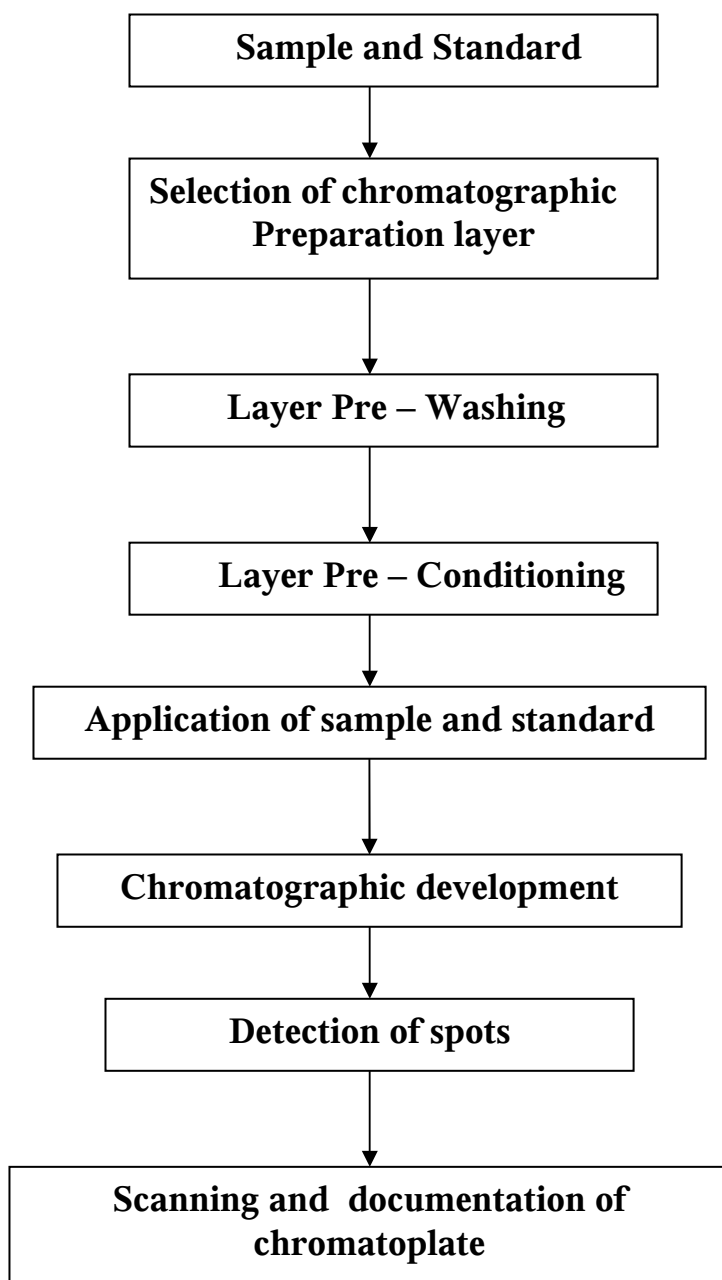 Sample and Standard
Selection of chromatographic
Preparation layer
Layer Pre – Washing
Layer Pre – Conditioning
Application of sample and standard
Chromatographic development
Detection of spots
Scanning and documentation of
chromatoplate